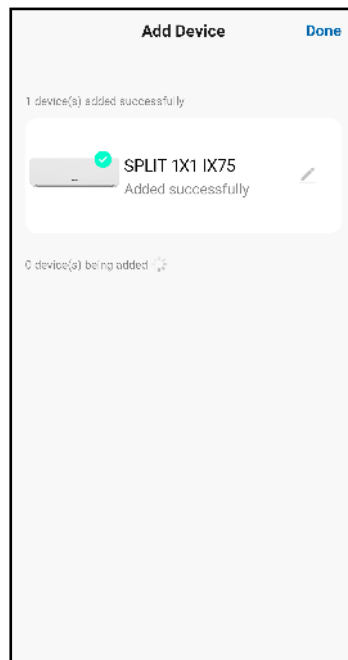 Add Device
Done
1 device(s) added successfully
SPLIT 1X1 IX75
Added successfully
0 device(s) being added